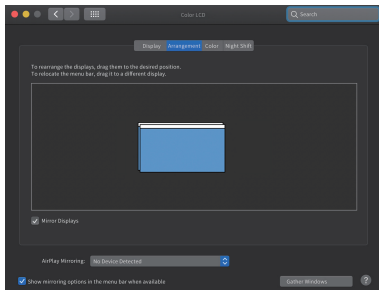 Color LCD
Search
Display Arrangement Color Night Shift
To rearrange the displays, drag them to the desired position.
To relocate the menu bar, drag it to a different display.
Mirror Displays
AirPlay Mirroring: No Device Detected
Show mirroring options in the menu bar when available
Gather Windows
?